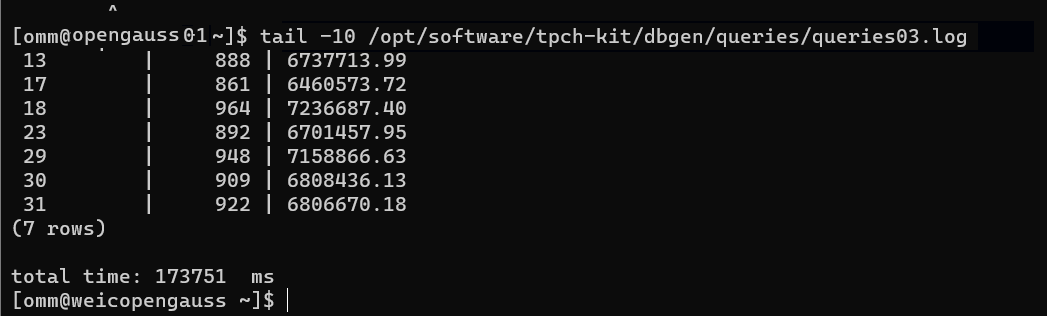 ^
[omm@opengauss01 ~]$ tail -10 /opt/software/tpch-kit/dbgen/queries/queries03.log
13 | 888 | 6737713.99
17 | 861 | 6460573.72
18 | 964 | 7236687.40
23 | 892 | 6701457.95
29 | 948 | 7158866.63
30 | 909 | 6808436.13
31 | 922 | 6806670.18
(7 rows)
total time: 173751  ms
[omm@weicopengauss ~]$